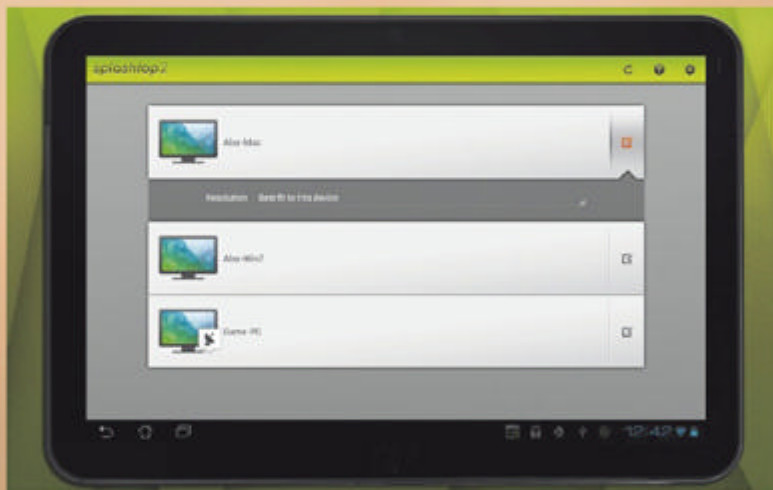 splashtop2
Alex-Mac
Resolution Best fit to this device
Alex-Win7
Game-PC
12:42